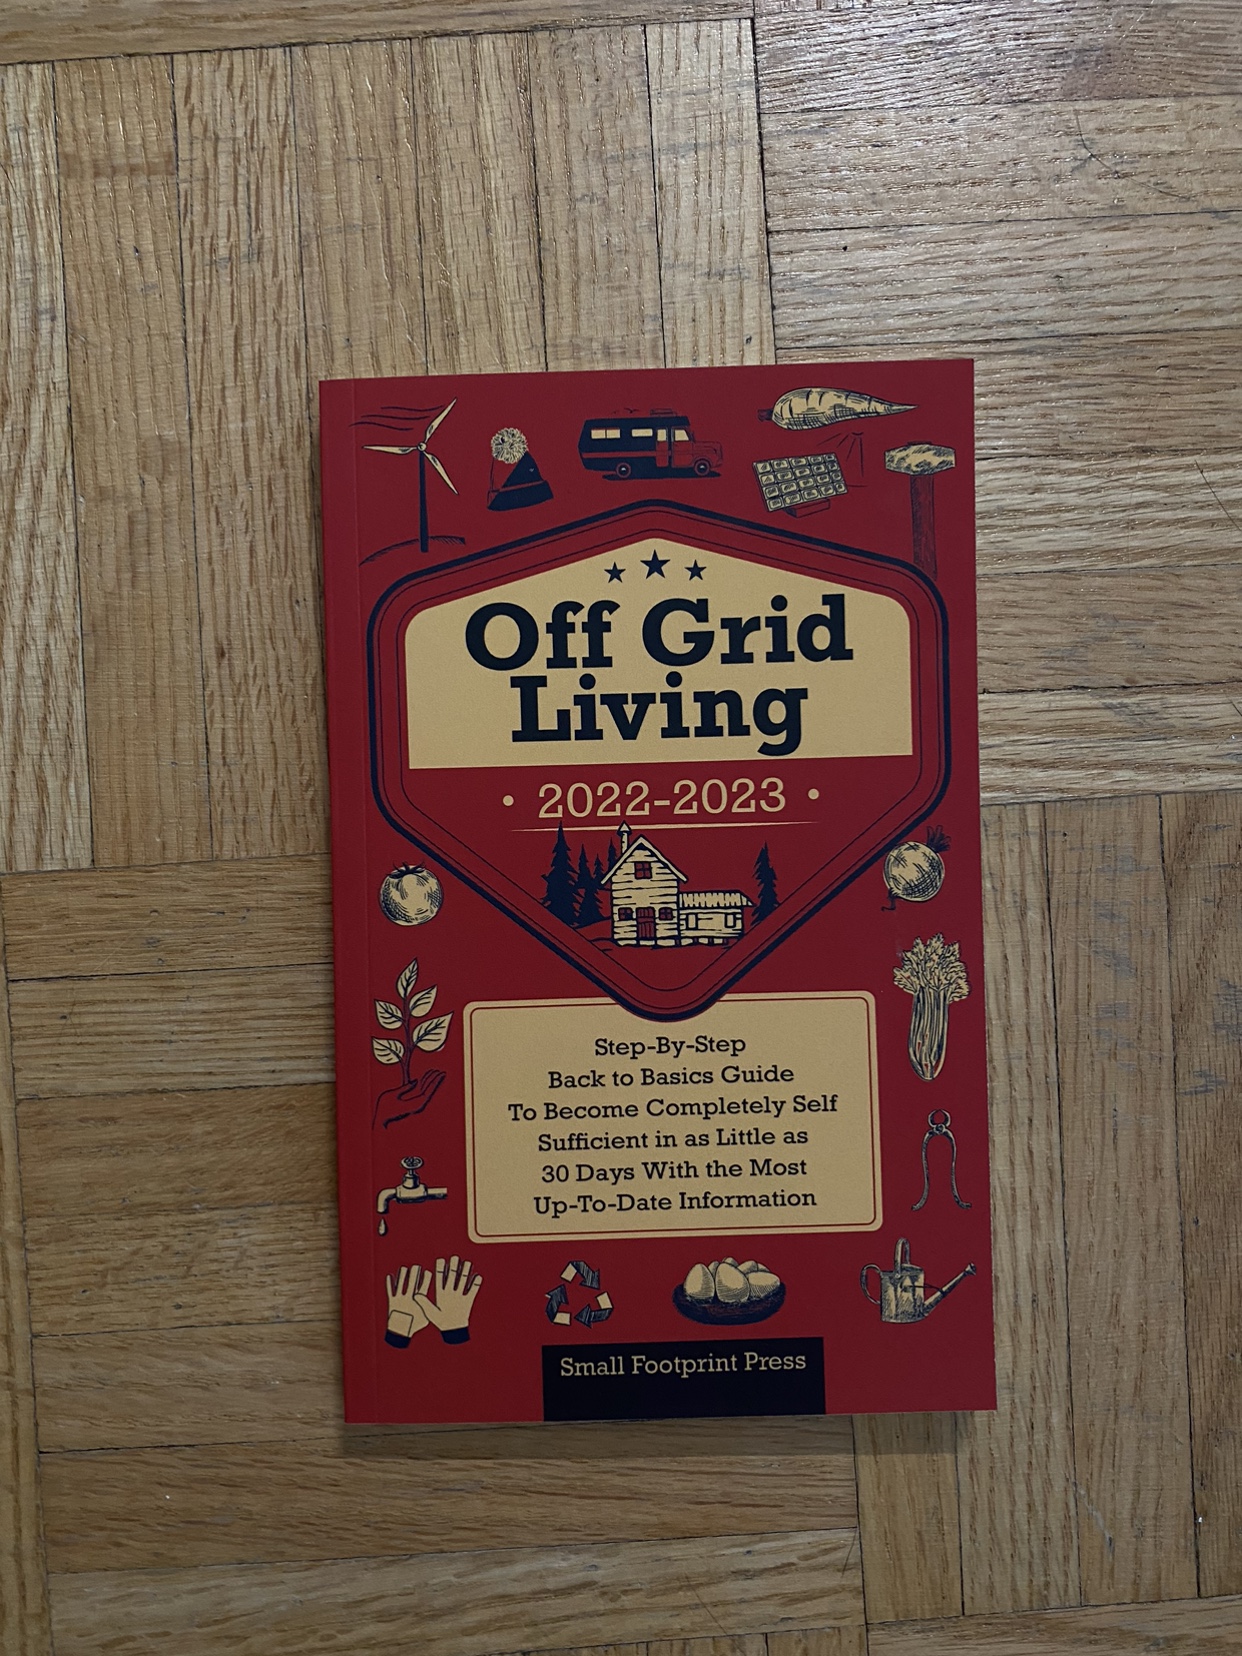 Off Grid
Living
• 2022-2023 •
Step-By-Step
Back to Basics Guide
To Become Completely Self
Sufficient in as Little as
30 Days With the Most
Up-To-Date Information
Small Footprint Press